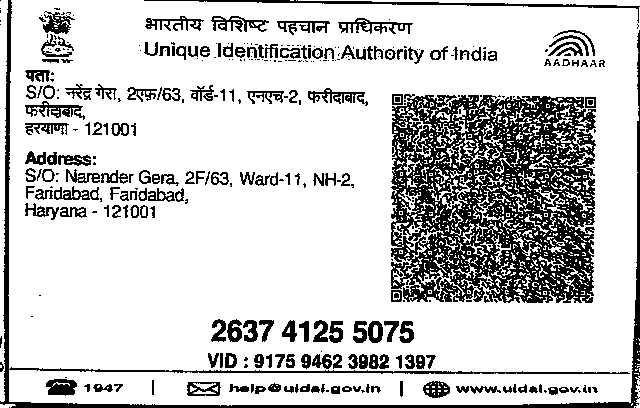 भारतीय विशिष्ट पहचान प्राधिकरण
Unique Identification Authority of India
AADHAAR
पता:
S/O: नरेंद्र गेरा, 2एफ़/63, वॉर्ड-11, एनएच-2, फरीदाबाद,
फरीदाबाद,
हरयाणा - 121001
Address:
S/O: Narender Gera, 2F/63, Ward-11, NH-2,
Faridabad, Faridabad,
Haryana - 121001
2637 4125 5075
VID : 9175 9462 3982 1397
1947 | help@uidai.gov.in | www.uidai.gov.in